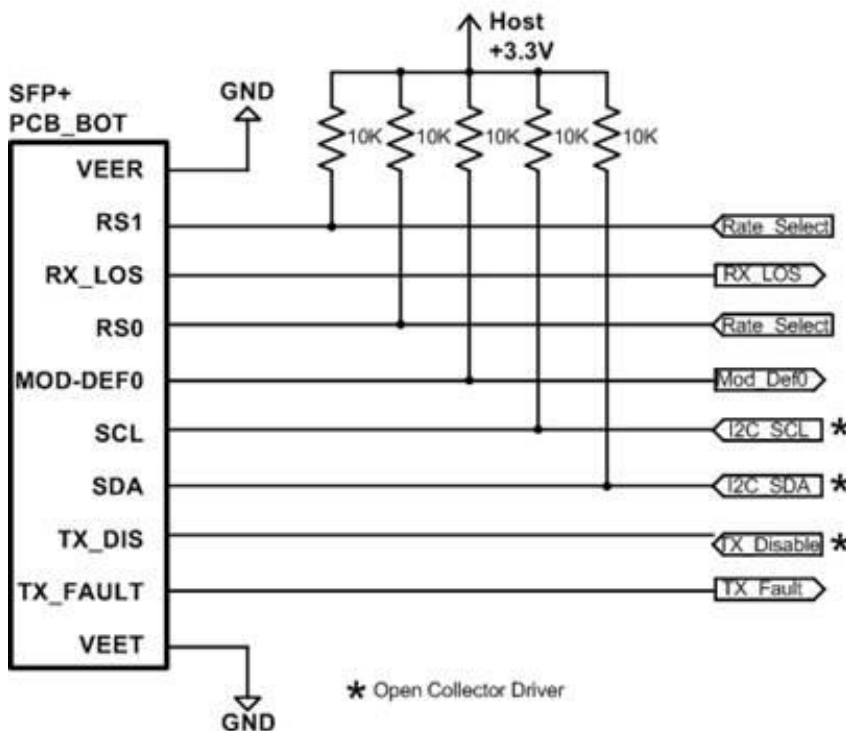 Host
+3.3V
SFP+
PCB_BOT
GND
10K
10K
10K
10K
10K
VEER
RS1
Rate_Select
RX_LOS
RX_LOS
RS0
Rate_Select
MOD-DEF0
Mod_Def0
SCL
I2C_SCL *
SDA
I2C_SDA *
TX_DIS
TX_Disable *
TX_FAULT
TX_Fault
VEET
* Open Collector Driver
GND